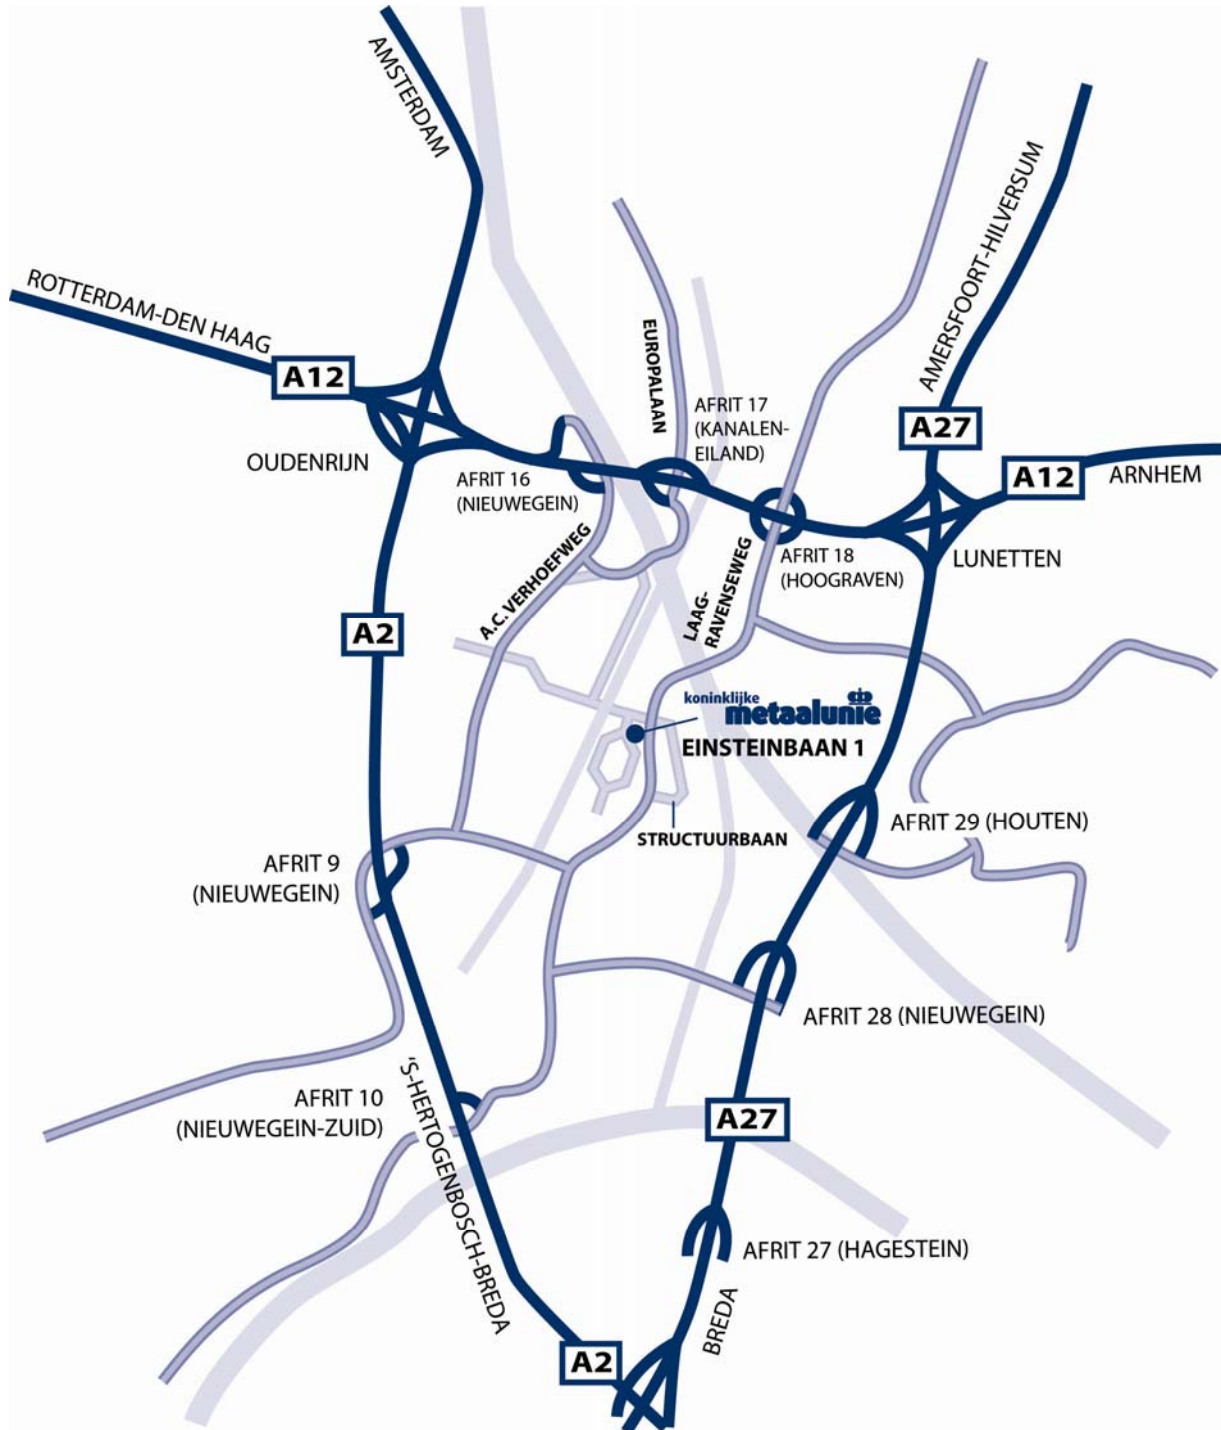 AMSTERDAM
ROTTERDAM-DEN HAAG
A12
OUDENRIJN
EUROPALAAN
AFRIT 17
(KANALEN-
EILAND)
AMERSFOORT-HILVERSUM
A27
A12
ARNHEM
AFRIT 16
(NIEUWEGEIN)
AFRIT 18
(HOOGRAVEN)
LUNETTEN
A.C. VERHOEFWEG
LAAG-
RAVENSEWEG
A2
koninklijke
metaalunie
EINSTEINBAAN 1
STRUCTUURBAAN
AFRIT 29 (HOUTEN)
AFRIT 9
(NIEUWEGEIN)
AFRIT 28 (NIEUWEGEIN)
AFRIT 10
(NIEUWEGEIN-ZUID)
'S-HERTOGENBOSCH-BREDA
A27
AFRIT 27 (HAGESTEIN)
BREDA
A2